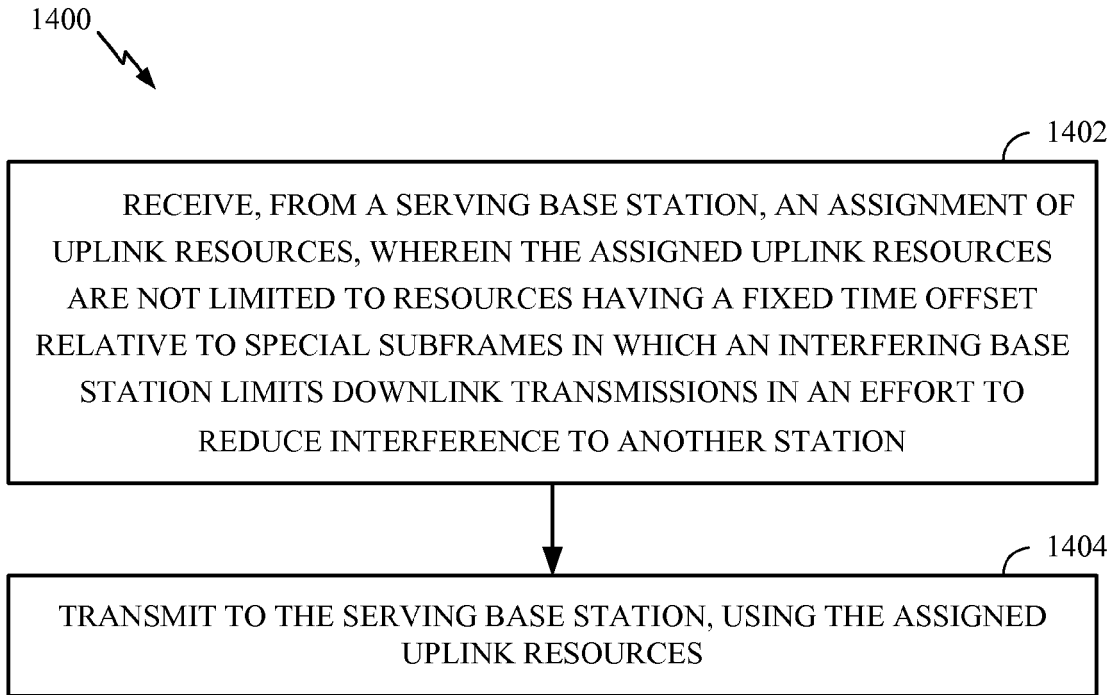 1400
1402
RECEIVE, FROM A SERVING BASE STATION, AN ASSIGNMENT OF
UPLINK RESOURCES, WHEREIN THE ASSIGNED UPLINK RESOURCES
ARE NOT LIMITED TO RESOURCES HAVING A FIXED TIME OFFSET
RELATIVE TO SPECIAL SUBFRAMES IN WHICH AN INTERFERING BASE
STATION LIMITS DOWNLINK TRANSMISSIONS IN AN EFFORT TO
REDUCE INTERFERENCE TO ANOTHER STATION
1404
TRANSMIT TO THE SERVING BASE STATION, USING THE ASSIGNED
UPLINK RESOURCES